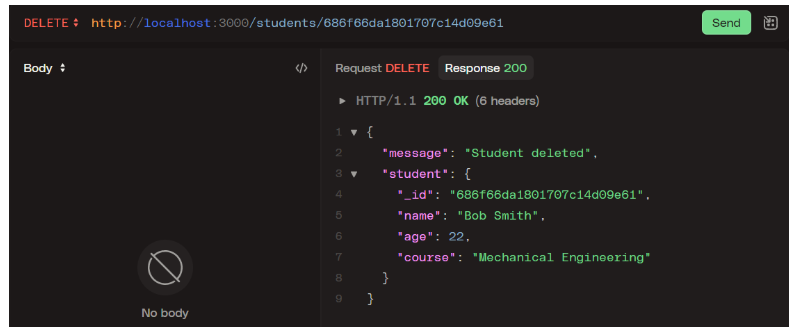 DELETE http://localhost:3000/students/686f66da1801707c14d09e61 Send
Body </>
No body
Request DELETE Response 200
HTTP/1.1 200 OK (6 headers)
1 {
2 "message": "Student deleted",
3 "student": {
4 "_id": "686f66da1801707c14d09e61",
5 "name": "Bob Smith",
6 "age": 22,
7 "course": "Mechanical Engineering"
8 }
9 }